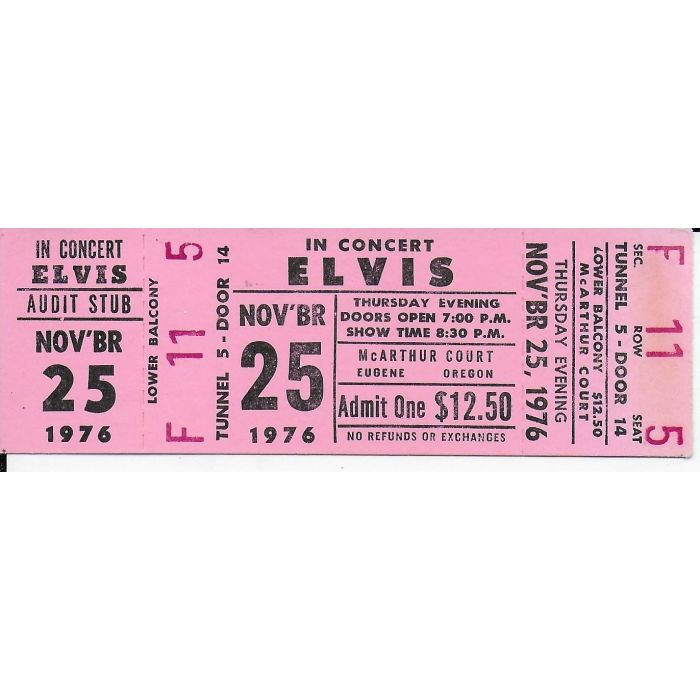 IN CONCERT
ELVIS
AUDIT STUB
NOV'BR
25
1976
LOWER BALCONY
F 11 5
TUNNEL 5 - DOOR 14
IN CONCERT
ELVIS
NOV'BR
25
1976
THURSDAY EVENING
DOORS OPEN 7:00 P.M.
SHOW TIME 8:30 P.M.
McARTHUR COURT
EUGENE OREGON
Admit One $12.50
NO REFUNDS OR EXCHANGES
NOV'BR 25, 1976
THURSDAY EVENING
McARTHUR COURT
LOWER BALCONY $12.50
TUNNEL 5 - DOOR 14
SEC. ROW SEAT
F 11 5